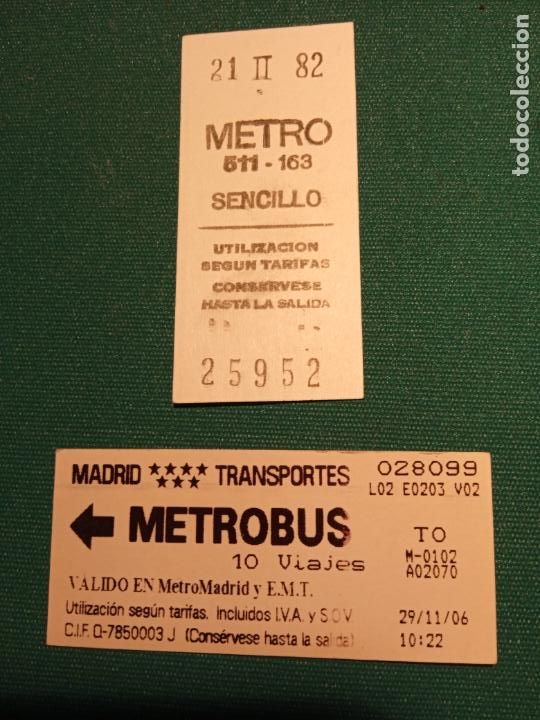 21 II 82
METRO
511 - 163
SENCILLO
UTILIZACION
SEGUN TARIFAS
CONSERVESE
HASTA LA SALIDA
25952
MADRID ★★★★★★★ TRANSPORTES
028099
L02 E0203 V02
METROBUS
TO
10 Viajes
M-0102
A02070
VALIDO EN MetroMadrid y E.M.T.
Utilización según tarifas. Incluidos I.V.A. y S.O.V.
29/11/06
C.I.F. Q-7850003 J (Consérvese hasta la salida)
10:22
todocoleccion.net